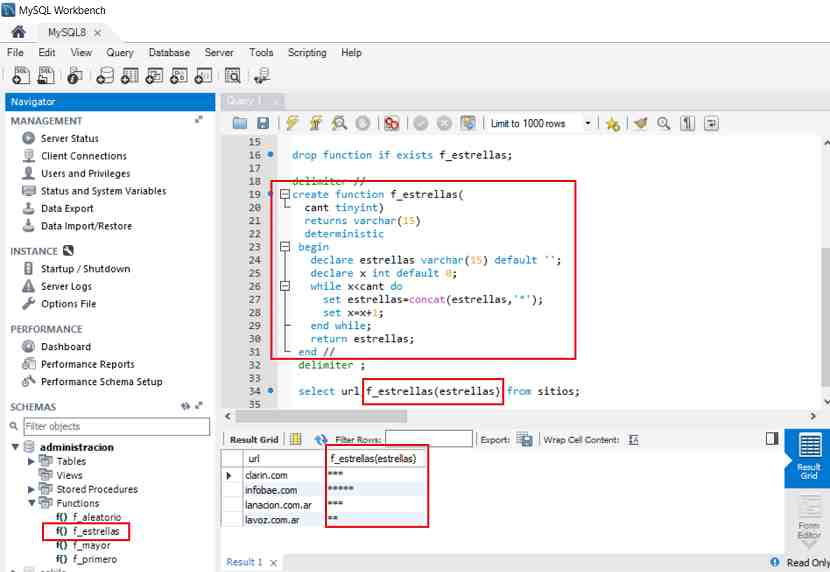 MySQL Workbench
MySQL8 ×
File Edit View Query Database Server Tools Scripting Help
Navigator
MANAGEMENT
Server Status
Client Connections
Users and Privileges
Status and System Variables
Data Export
Data Import/Restore
INSTANCE
Startup / Shutdown
Server Logs
Options File
PERFORMANCE
Dashboard
Performance Reports
Performance Schema Setup
SCHEMAS
Filter objects
administracion
Tables
Views
Stored Procedures
Functions
f() f_aleatorio
f() f_estrellas
f() f_mayor
f() f_primero
Query 1
Limit to 1000 rows
15
16 drop function if exists f_estrellas;
17
18 delimiter //
19 create function f_estrellas(
20 cant tinyint)
21 returns varchar(15)
22 deterministic
23 begin
24 declare estrellas varchar(15) default '';
25 declare x int default 0;
26 while x<cant do
27 set estrellas=concat(estrellas,'*');
28 set x=x+1;
29 end while;
30 return estrellas;
31 end //
32 delimiter ;
33
34 select url f_estrellas(estrellas) from sitios;
35
Result Grid Filter Rows: Export: Wrap Cell Content:
url f_estrellas(estrellas)
clarin.com ***
infobae.com *****
lanacion.com.ar ***
lavoz.com.ar **
Result Grid
Form Editor
Result 1 ×
Read Only